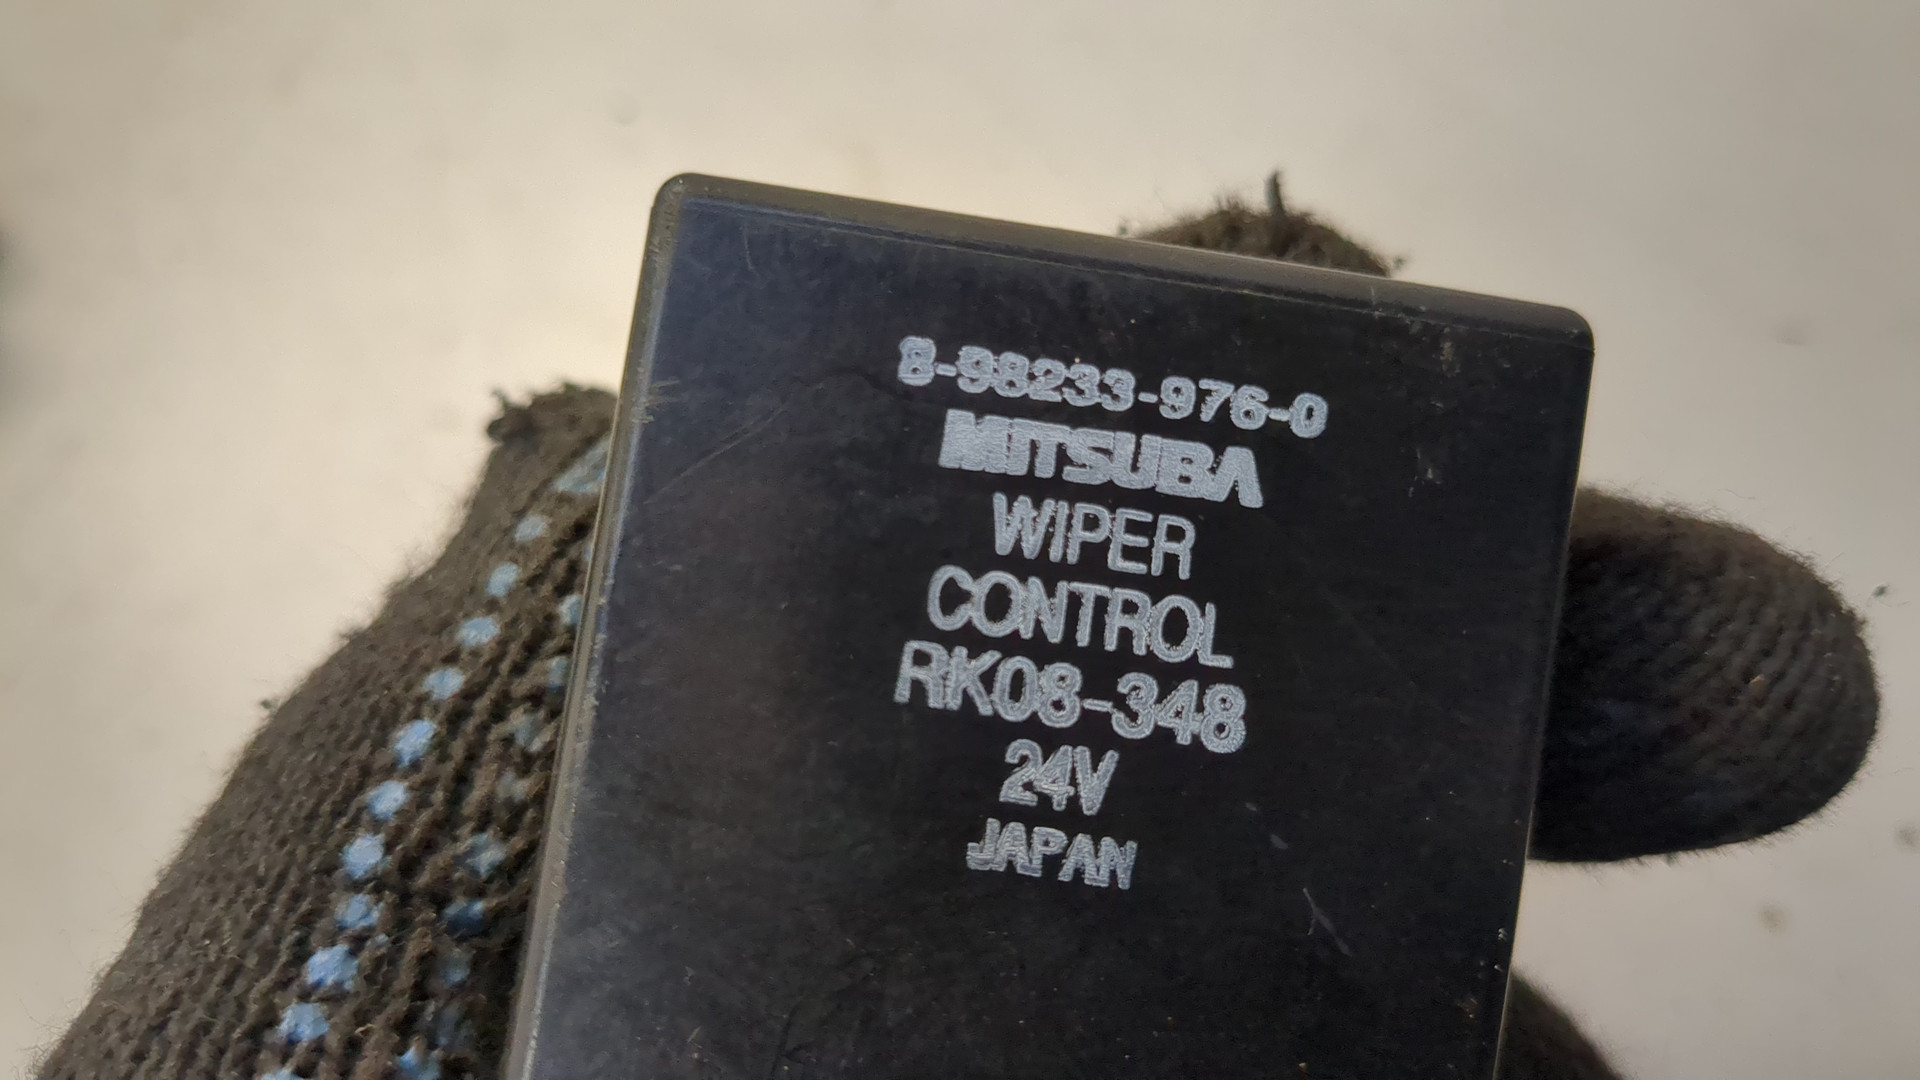 8-98233-976-0
MITSUBA
WIPER
CONTROL
RK08-348
24V
JAPAN